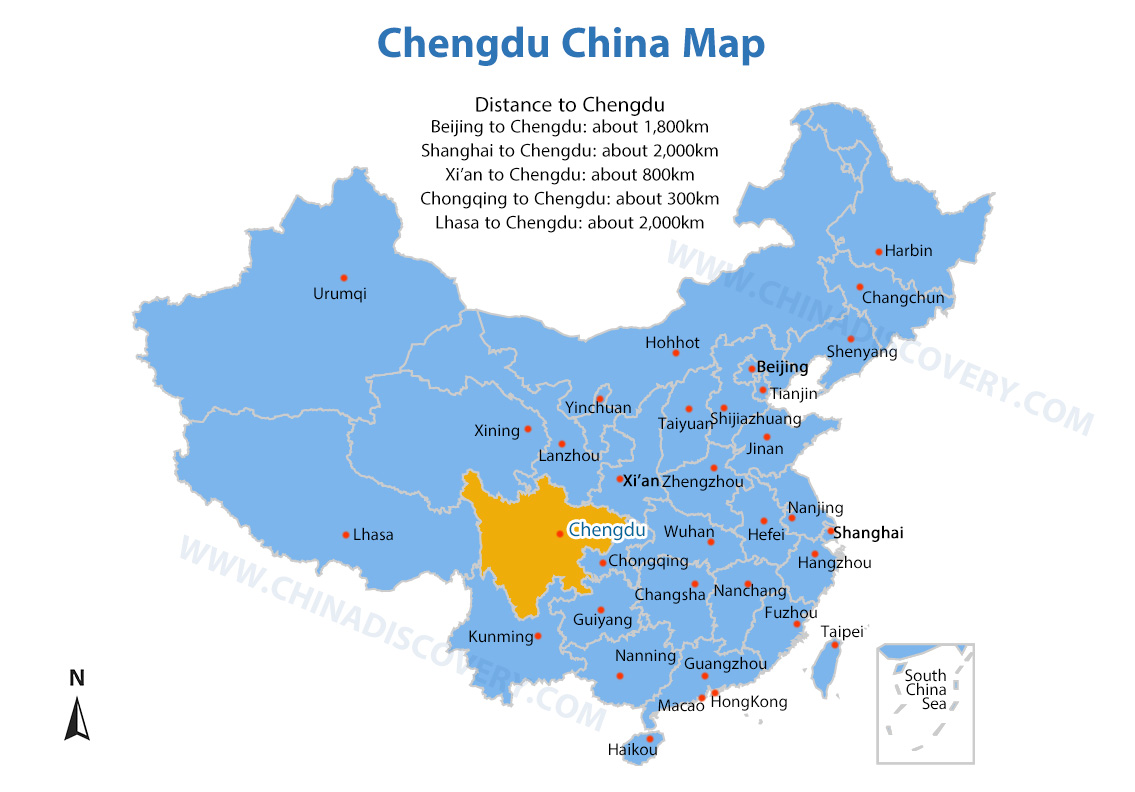 Chengdu China Map
Distance to Chengdu
Beijing to Chengdu: about 1,800km
Shanghai to Chengdu: about 2,000km
Xi’an to Chengdu: about 800km
Chongqing to Chengdu: about 300km
Lhasa to Chengdu: about 2,000km
WWW.CHINADISCOVERY.COM
Harbin
Urumqi
Changchun
Hohhot
Shenyang
Beijing
Tianjin
Yinchuan
Taiyuan
Shijiazhuang
Xining
Lanzhou
Jinan
Xi’an
Zhengzhou
Nanjing
Chengdu
Lhasa
Wuhan
Hefei
Shanghai
WWW.CHINADISCOVERY.COM
Chongqing
Hangzhou
Changsha
Nanchang
Guiyang
Fuzhou
Kunming
Taipei
Nanning
Guangzhou
N
South
China
Sea
Macao
HongKong
Haikou